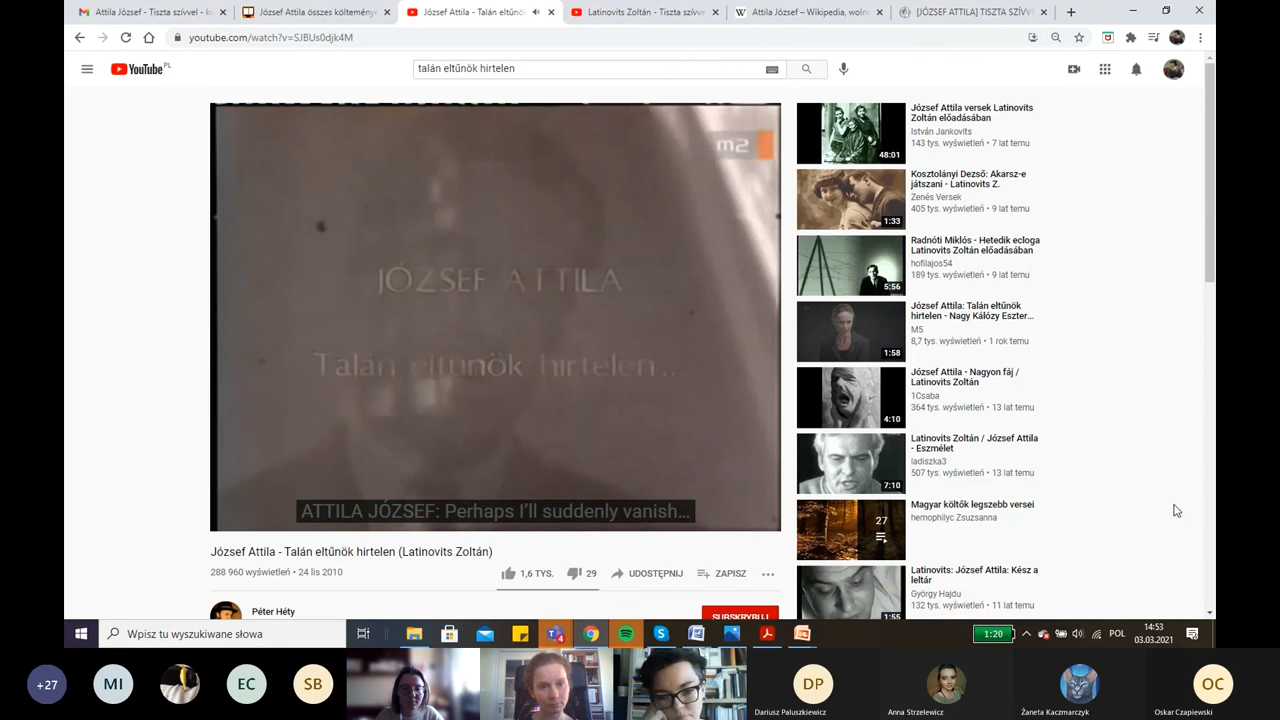 Attila József - Tiszta szívvel - ki
József Attila összes költeménye
József Attila - Talán eltűnö
Latinovits Zoltán - Tiszta szívve
Attila József – Wikipedia, woln
[JÓZSEF ATTILA] TISZTA SZÍVV
youtube.com/watch?v=SJBUs0djk4M
YouTube PL
talán eltűnök hirtelen
m2
JÓZSEF ATTILA
Talán eltűnök hirtelen...
ATTILA JÓZSEF: Perhaps I'll suddenly vanish...
József Attila - Talán eltűnök hirtelen (Latinovits Zoltán)
288 960 wyświetleń • 24 lis 2010
1,6 TYS.
29
UDOSTĘPNIJ
ZAPISZ
Péter Héty
SUBSKRYBUJ
József Attila versek Latinovits
Zoltán előadásában
István Jankovits
143 tys. wyświetleń • 7 lat temu
48:01
Kosztolányi Dezső: Akarsz-e
játszani - Latinovits Z.
Zenés Versek
405 tys. wyświetleń • 9 lat temu
1:33
Radnóti Miklós - Hetedik ecloga
Latinovits Zoltán előadásában
hofilajos54
189 tys. wyświetleń • 9 lat temu
5:56
József Attila: Talán eltűnök
hirtelen - Nagy Kálózy Eszter...
M5
8,7 tys. wyświetleń • 1 rok temu
1:58
József Attila - Nagyon fáj /
Latinovits Zoltán
1Csaba
364 tys. wyświetleń • 13 lat temu
4:10
Latinovits Zoltán / József Attila
- Eszmélet
ladiszka3
507 tys. wyświetleń • 13 lat temu
7:10
Magyar költők legszebb versei
hemophilyc Zsuzsanna
27
Latinovits: József Attila: Kész a
leltár
György Hajdu
132 tys. wyświetleń • 11 lat temu
1:55
Wpisz tu wyszukiwane słowa
1:20
POL
14:53
03.03.2021
+27
MI
EC
SB
DP
OC
Dariusz Paluszkiewicz
Anna Strzelewicz
Żaneta Kaczmarczyk
Oskar Czapiewski